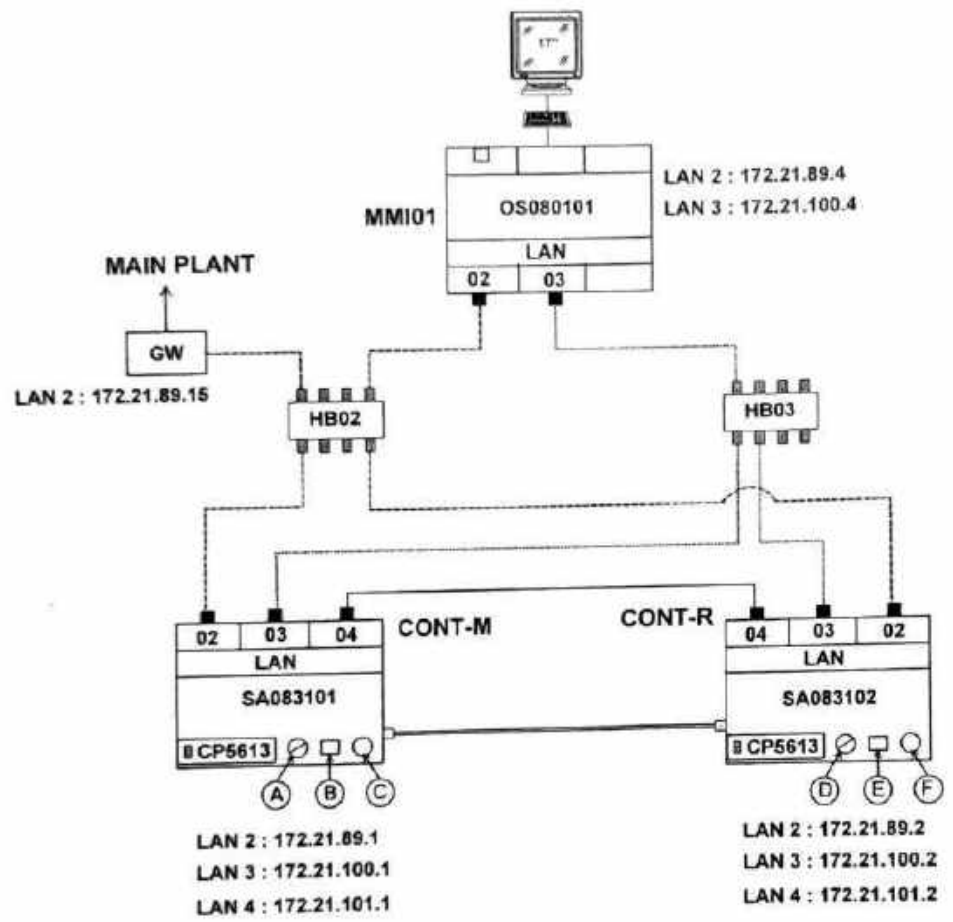 17"
LAN 2 : 172.21.89.4
OS080101
LAN 3 : 172.21.100.4
MMI01
LAN
MAIN PLANT
02 03
GW
LAN 2 : 172.21.89.15
HB02
HB03
CONT-M
CONT-R
02 03 04
04 03 02
LAN
LAN
SA083101
SA083102
CP5613
CP5613
A B C
D E F
LAN 2 : 172.21.89.1
LAN 3 : 172.21.100.1
LAN 4 : 172.21.101.1
LAN 2 : 172.21.89.2
LAN 3 : 172.21.100.2
LAN 4 : 172.21.101.2